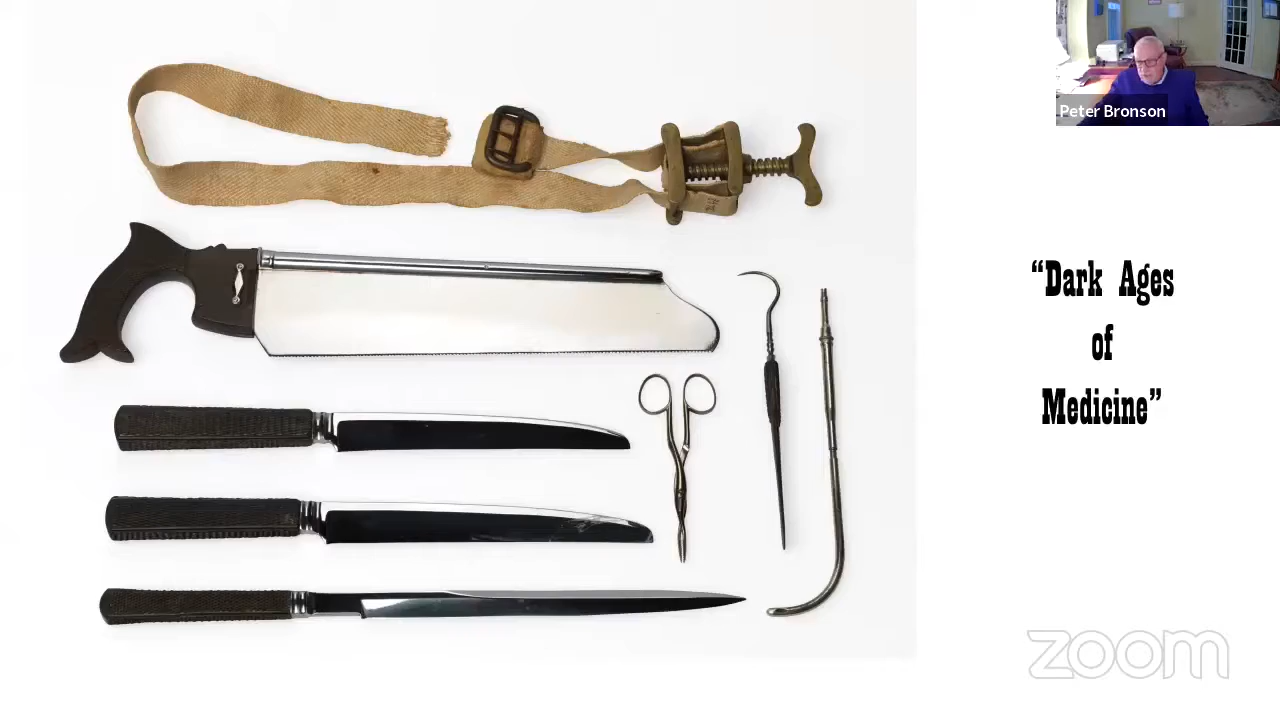 Peter Bronson
“Dark Ages
of
Medicine”
zoom